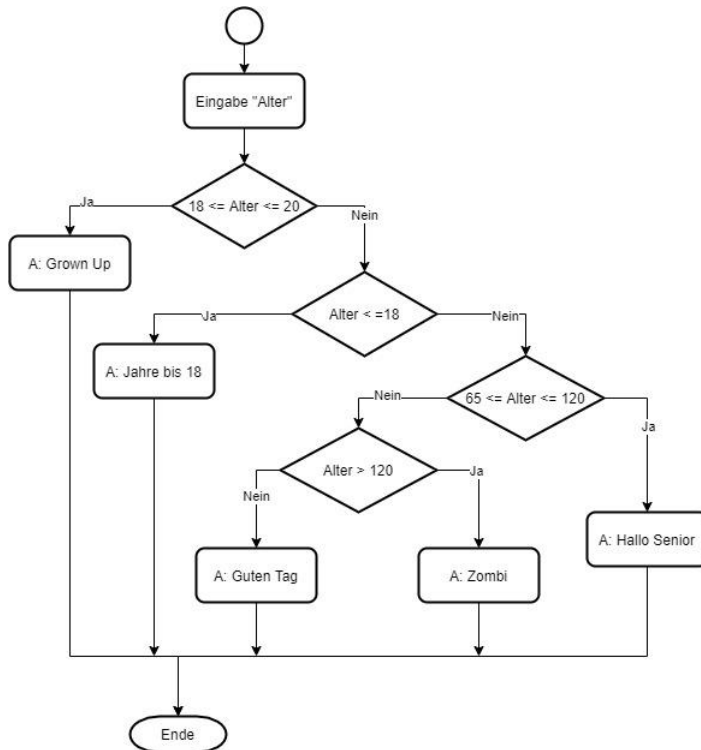 Eingabe "Alter"
18 <= Alter <= 20
Ja
Nein
A: Grown Up
Alter < =18
Ja
Nein
A: Jahre bis 18
65 <= Alter <= 120
Nein
Ja
Alter > 120
Nein
Ja
A: Guten Tag
A: Zombi
A: Hallo Senior
Ende